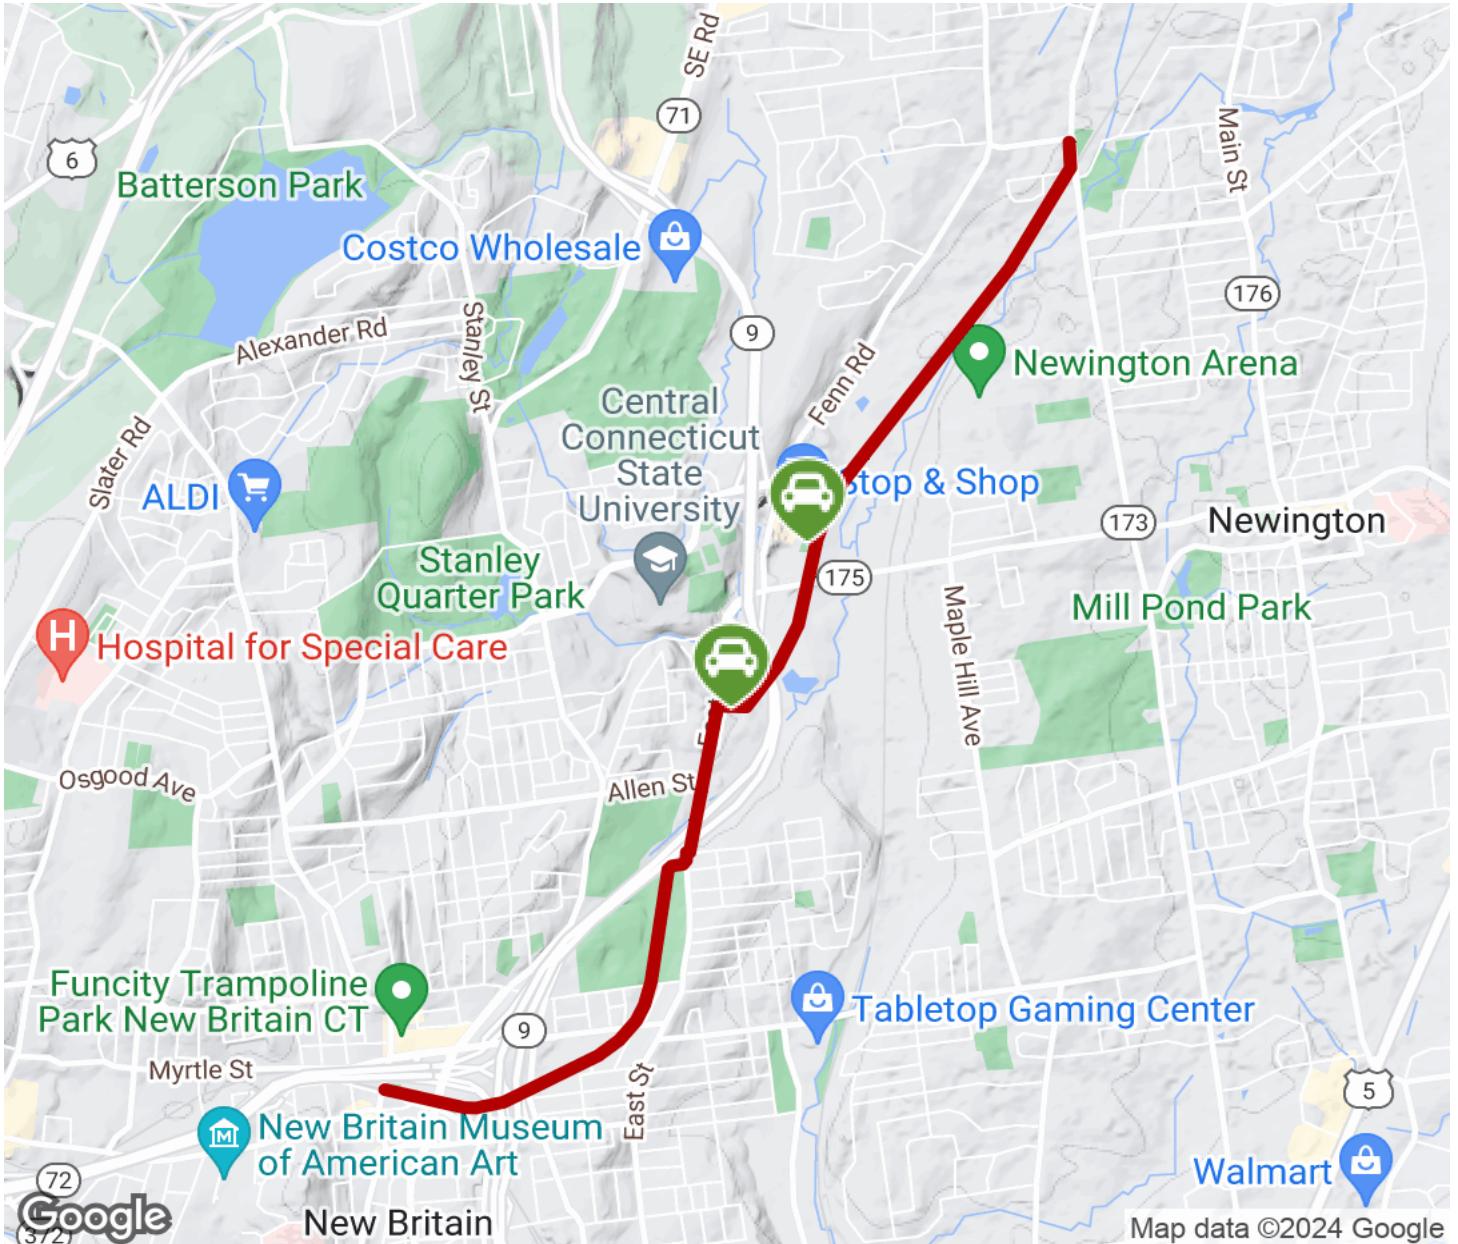 SE Rd
71
6
Batterson Park
Main St
Costco Wholesale
176
9
Alexander Rd
Stanley St
Newington Arena
Fenn Rd
Central
Connecticut
State
University
Slater Rd
ALDI
Stop & Shop
173
Newington
Stanley
Quarter Park
175
Maple Hill Ave
Mill Pond Park
H
Hospital for Special Care
Osgood Ave
Allen St
Funcity Trampoline
Park New Britain CT
9
Tabletop Gaming Center
Myrtle St
East St
5
M
New Britain Museum
of American Art
72
Walmart
Google
(372)
New Britain
Map data ©2024 Google